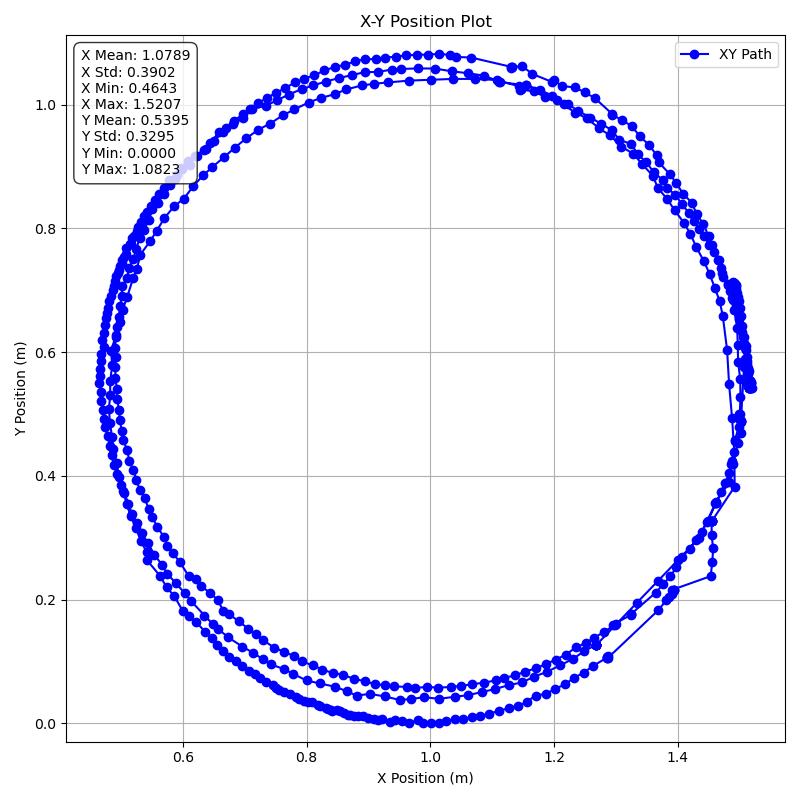 X-Y Position Plot
X Mean: 1.0789
X Std: 0.3902
X Min: 0.4643
X Max: 1.5207
Y Mean: 0.5395
Y Std: 0.3295
Y Min: 0.0000
Y Max: 1.0823
XY Path
Y Position (m)
1.0
0.8
0.6
0.4
0.2
0.0
0.6 0.8 1.0 1.2 1.4
X Position (m)